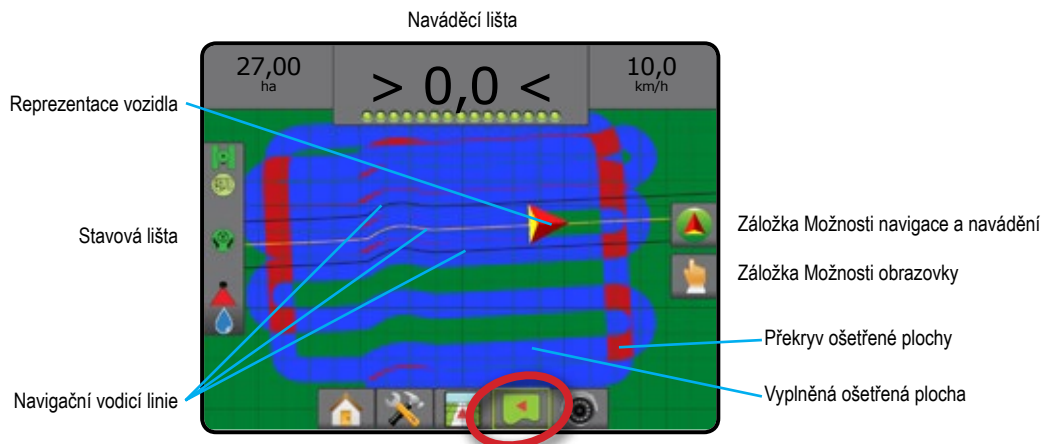 Naváděcí lišta
27,00
ha
> 0,0 <
10,0
km/h
Reprezentace vozidla
Stavová lišta
Záložka Možnosti navigace a navádění
Záložka Možnosti obrazovky
Překryv ošetřené plochy
Vyplněná ošetřená plocha
Navigační vodicí linie